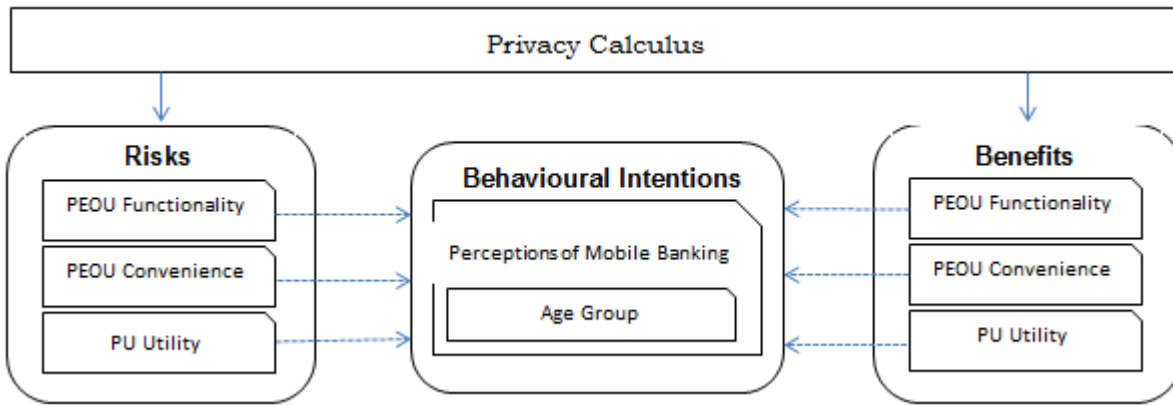 Privacy Calculus
Risks
PEOU Functionality
PEOU Convenience
PU Utility
Behavioural Intentions
Perceptions of Mobile Banking
Age Group
Benefits
PEOU Functionality
PEOU Convenience
PU Utility